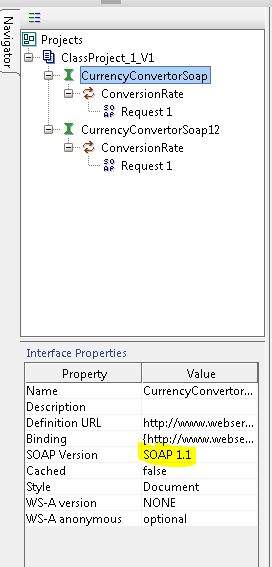 Navigator
Projects
ClassProject_1_V1
CurrencyConvertorSoap
ConversionRate
SOAP Request 1
CurrencyConvertorSoap12
ConversionRate
SOAP Request 1
Interface Properties
Property Value
Name CurrencyConvertor...
Description
Definition URL http://www.webser...
Binding {http://www.webse...
SOAP Version SOAP 1.1
Cached false
Style Document
WS-A version NONE
WS-A anonymous optional